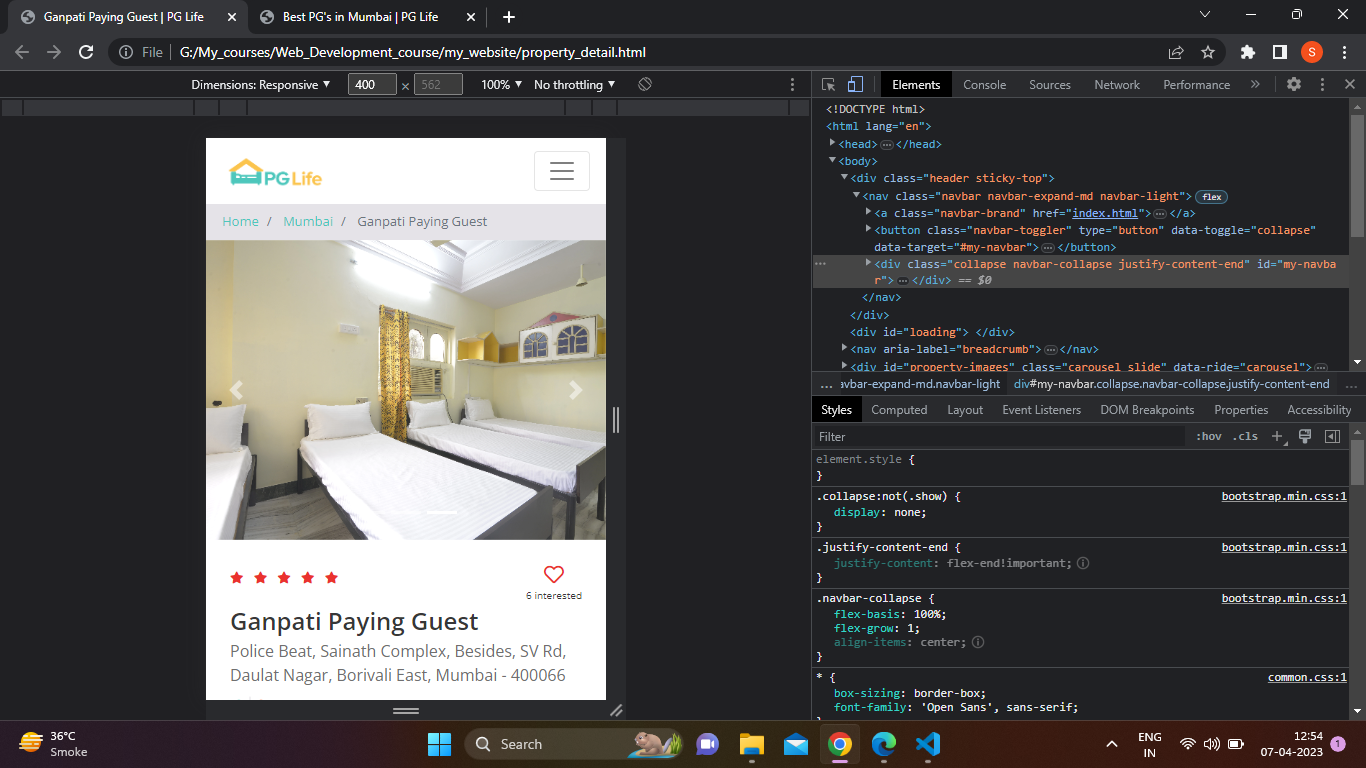 Ganpati Paying Guest | PG Life
Best PG's in Mumbai | PG Life
File
G:/My_courses/Web_Development_course/my_website/property_detail.html
S
Dimensions: Responsive ▼ 400 × 562 100% ▼ No throttling ▼
Elements Console Sources Network Performance »
PG Life
Home / Mumbai / Ganpati Paying Guest
6 interested
Ganpati Paying Guest
Police Beat, Sainath Complex, Besides, SV Rd,
Daulat Nagar, Borivali East, Mumbai - 400066
<!DOCTYPE html>
<html lang="en">
<head>…</head>
<body>
<div class="header sticky-top">
<nav class="navbar navbar-expand-md navbar-light"> flex
<a class="navbar-brand" href="index.html">…</a>
<button class="navbar-toggler" type="button" data-toggle="collapse"
data-target="#my-navbar">…</button>
<div class="collapse navbar-collapse justify-content-end" id="my-navba
r">…</div> == $0
</nav>
</div>
<div id="loading"> </div>
<nav aria-label="breadcrumb">…</nav>
<div id="property-images" class="carousel slide" data-ride="carousel">…
… avbar-expand-md.navbar-light div#my-navbar.collapse.navbar-collapse.justify-content-end …
Styles Computed Layout Event Listeners DOM Breakpoints Properties Accessibility
Filter :hov .cls +
element.style {
}
.collapse:not(.show) { bootstrap.min.css:1
display: none;
}
.justify-content-end { bootstrap.min.css:1
justify-content: flex-end!important;
}
.navbar-collapse { bootstrap.min.css:1
flex-basis: 100%;
flex-grow: 1;
align-items: center;
}
* { common.css:1
box-sizing: border-box;
font-family: 'Open Sans', sans-serif;
}
36°C
Smoke
Search
ENG
IN
12:54
07-04-2023
1